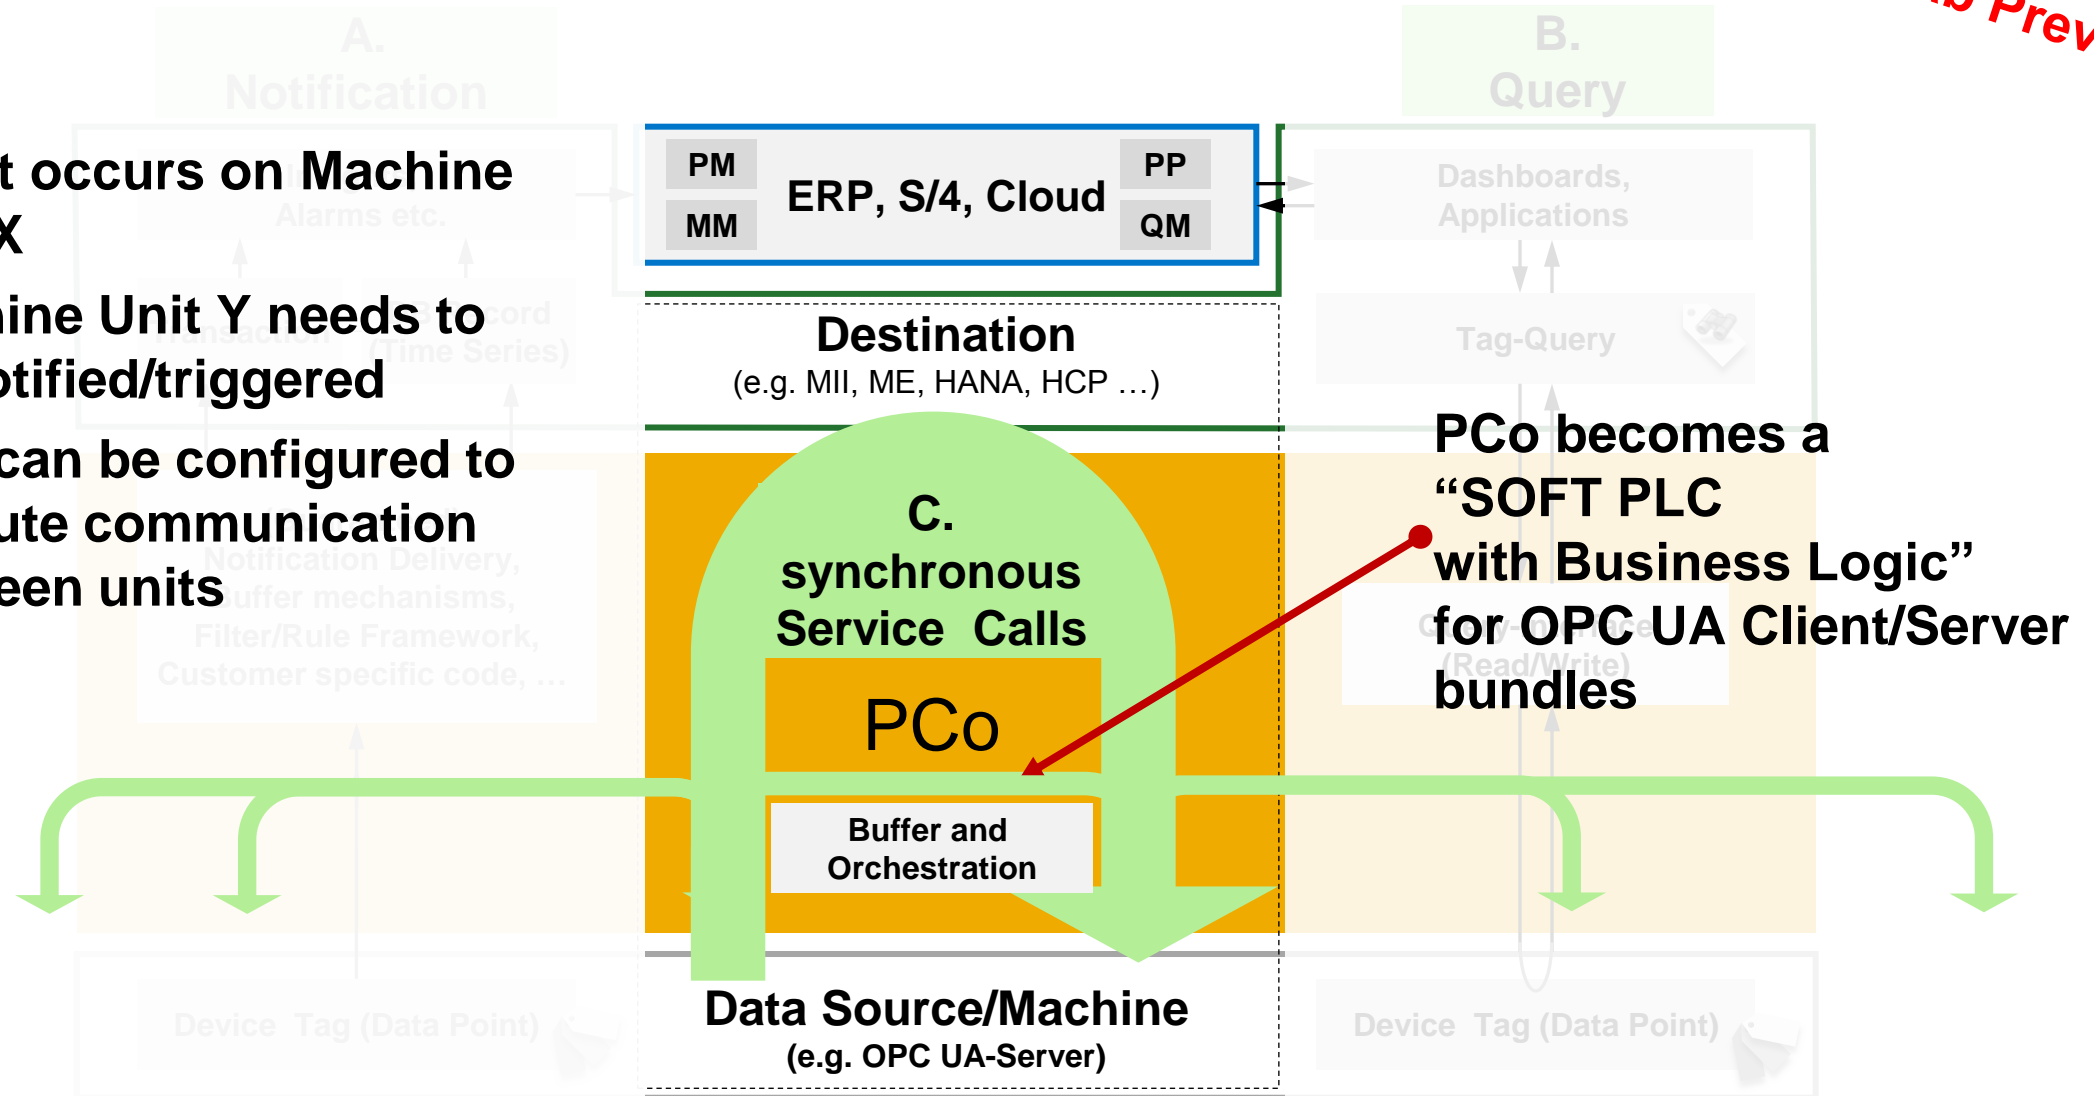 A.
Notification
B.
Query
Prev
t occurs on Machine
X
Alarms etc.
PM
MM
ERP, S/4, Cloud
PP
QM
Dashboards,
Applications
Unit Y needs to
Transaction
(Time Series)
notified/triggered
Destination
(e.g. MII, ME, HANA, HCP …)
Tag-Query
can be configured to
communication
units
Notification Delivery,
Buffer mechanisms,
Filter/Rule Framework,
Customer specific code, …
C.
synchronous
Service Calls
PCo
Buffer and
Orchestration
PCo becomes a
“SOFT PLC
with Business Logic”
for OPC UA Client/Server
bundles
(Read/Write)
Device Tag (Data Point)
Data Source/Machine
(e.g. OPC UA-Server)
Device Tag (Data Point)